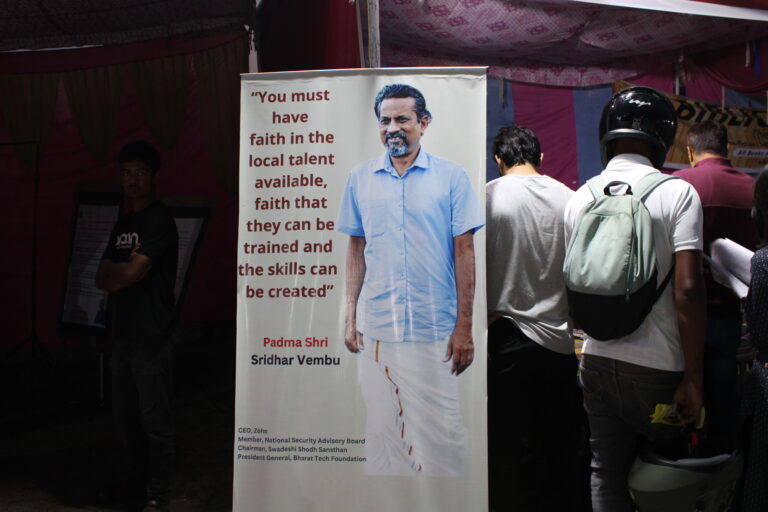 “You must
have
faith in the
local talent
available,
faith that
they can be
trained and
the skills can
be created”
Padma Shri
Sridhar Vembu
CEO, Zoho
Member, National Security Advisory Board
Chairman, Swadeshi Shodh Sansthan
President General, Bharat Tech Foundation